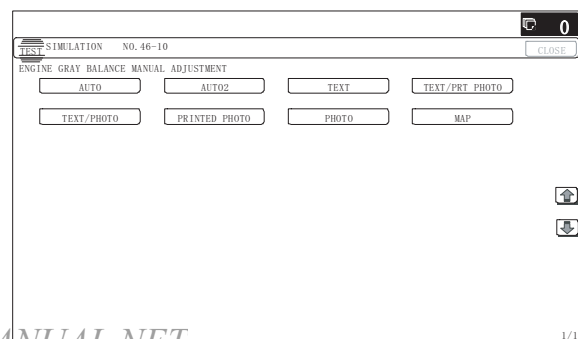 0
TEST SIMULATION NO. 46-10 CLOSE
ENGINE GRAY BALANCE MANUAL ADJUSTMENT
AUTO AUTO2 TEXT TEXT/PRT PHOTO
TEXT/PHOTO PRINTED PHOTO PHOTO MAP
1/1